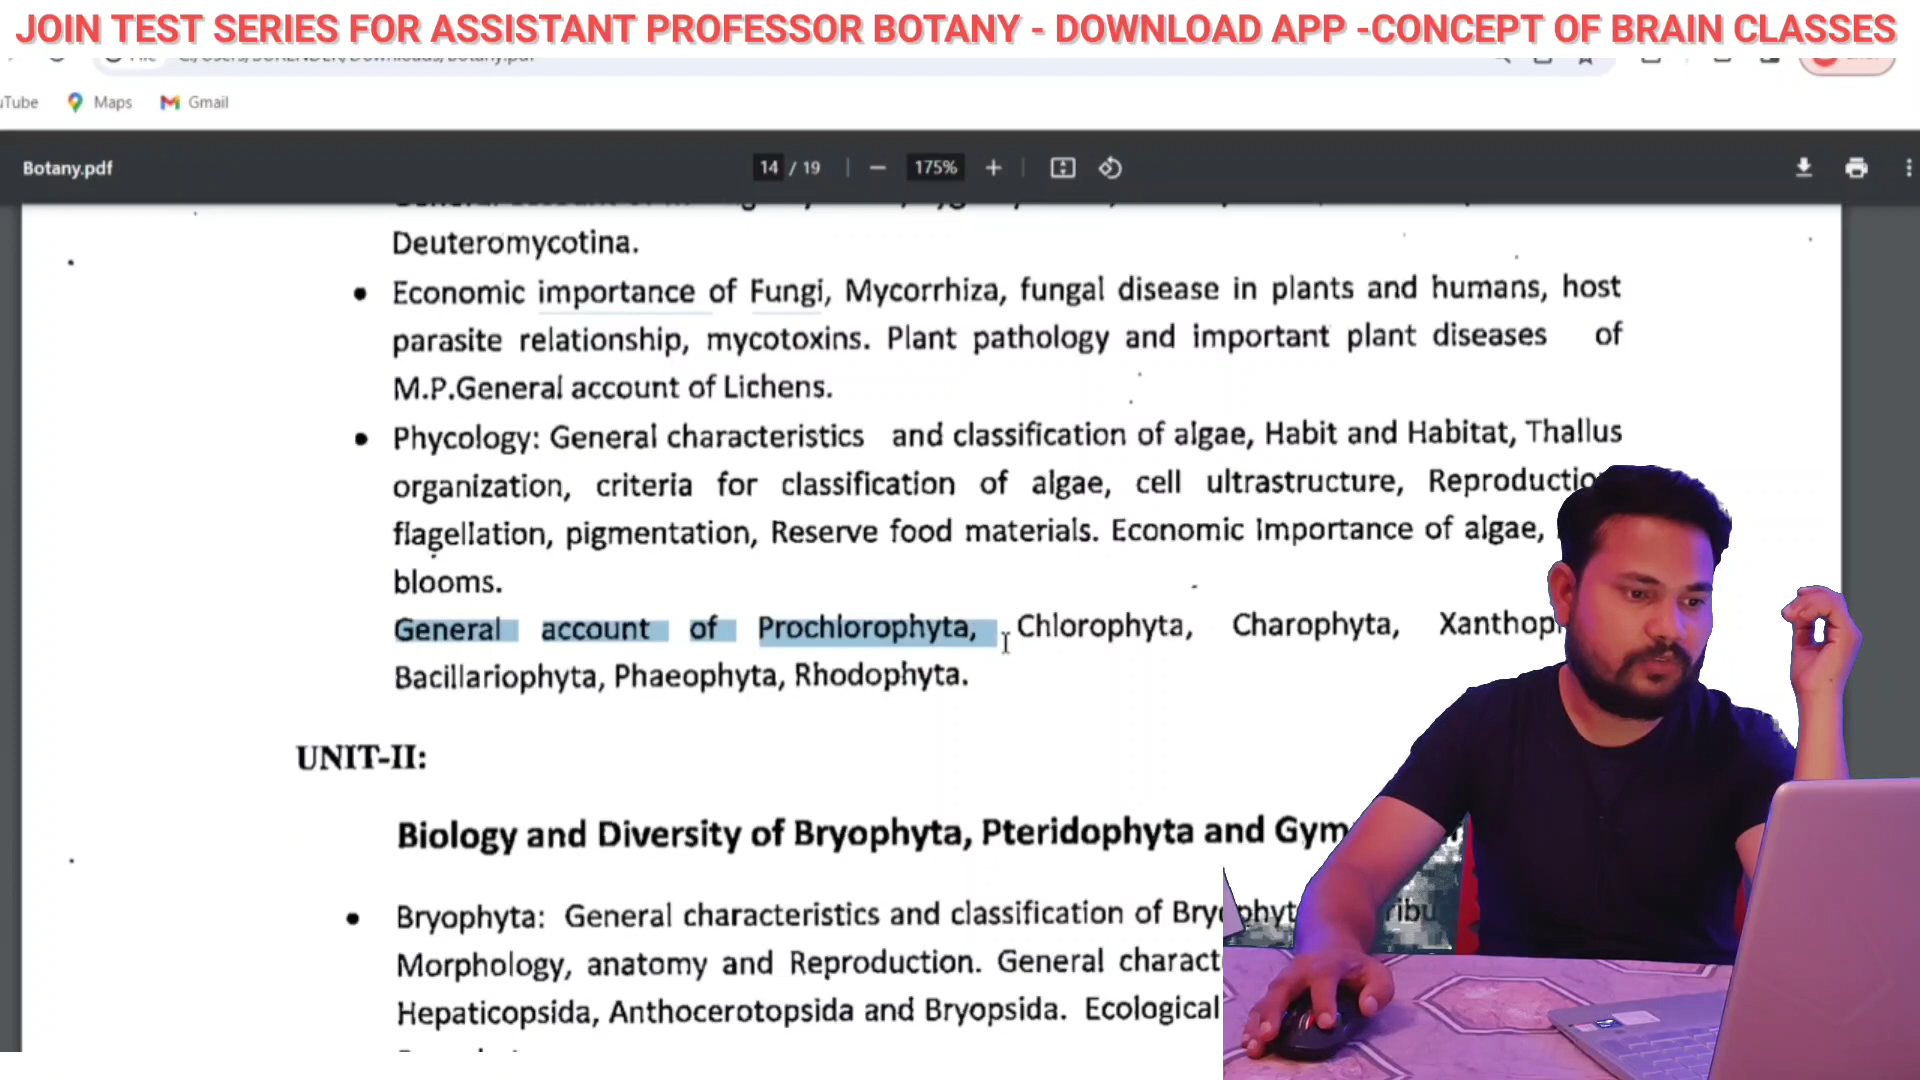 JOIN TEST SERIES FOR ASSISTANT PROFESSOR BOTANY - DOWNLOAD APP -CONCEPT OF BRAIN CLASSES
Tube Maps Gmail
Botany.pdf 14 / 19 175%
Deuteromycotina.
• Economic importance of Fungi, Mycorrhiza, fungal disease in plants and humans, host
parasite relationship, mycotoxins. Plant pathology and important plant diseases of
M.P.General account of Lichens.
• Phycology: General characteristics and classification of algae, Habit and Habitat, Thallus
organization, criteria for classification of algae, cell ultrastructure, Reproductio
flagellation, pigmentation, Reserve food materials. Economic Importance of algae,
blooms.
General account of Prochlorophyta, Chlorophyta, Charophyta, Xanthop
Bacillariophyta, Phaeophyta, Rhodophyta.
UNIT-II:
Biology and Diversity of Bryophyta, Pteridophyta and Gym
• Bryophyta: General characteristics and classification of Bryophyt
Morphology, anatomy and Reproduction. General charact
Hepaticopsida, Anthocerotopsida and Bryopsida. Ecological